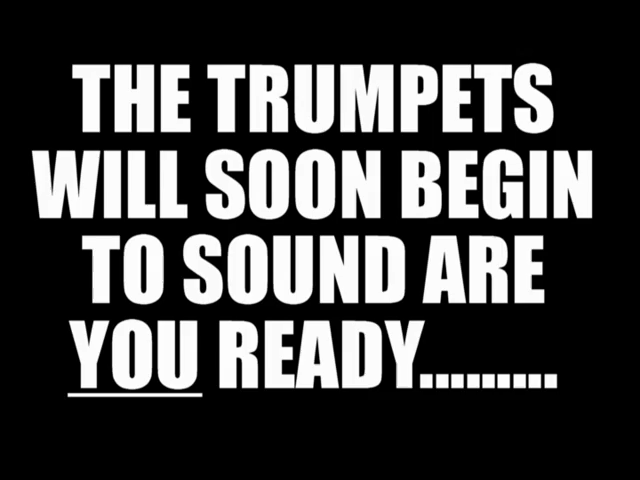 THE TRUMPETS
WILL SOON BEGIN
TO SOUND ARE
YOU READY.........